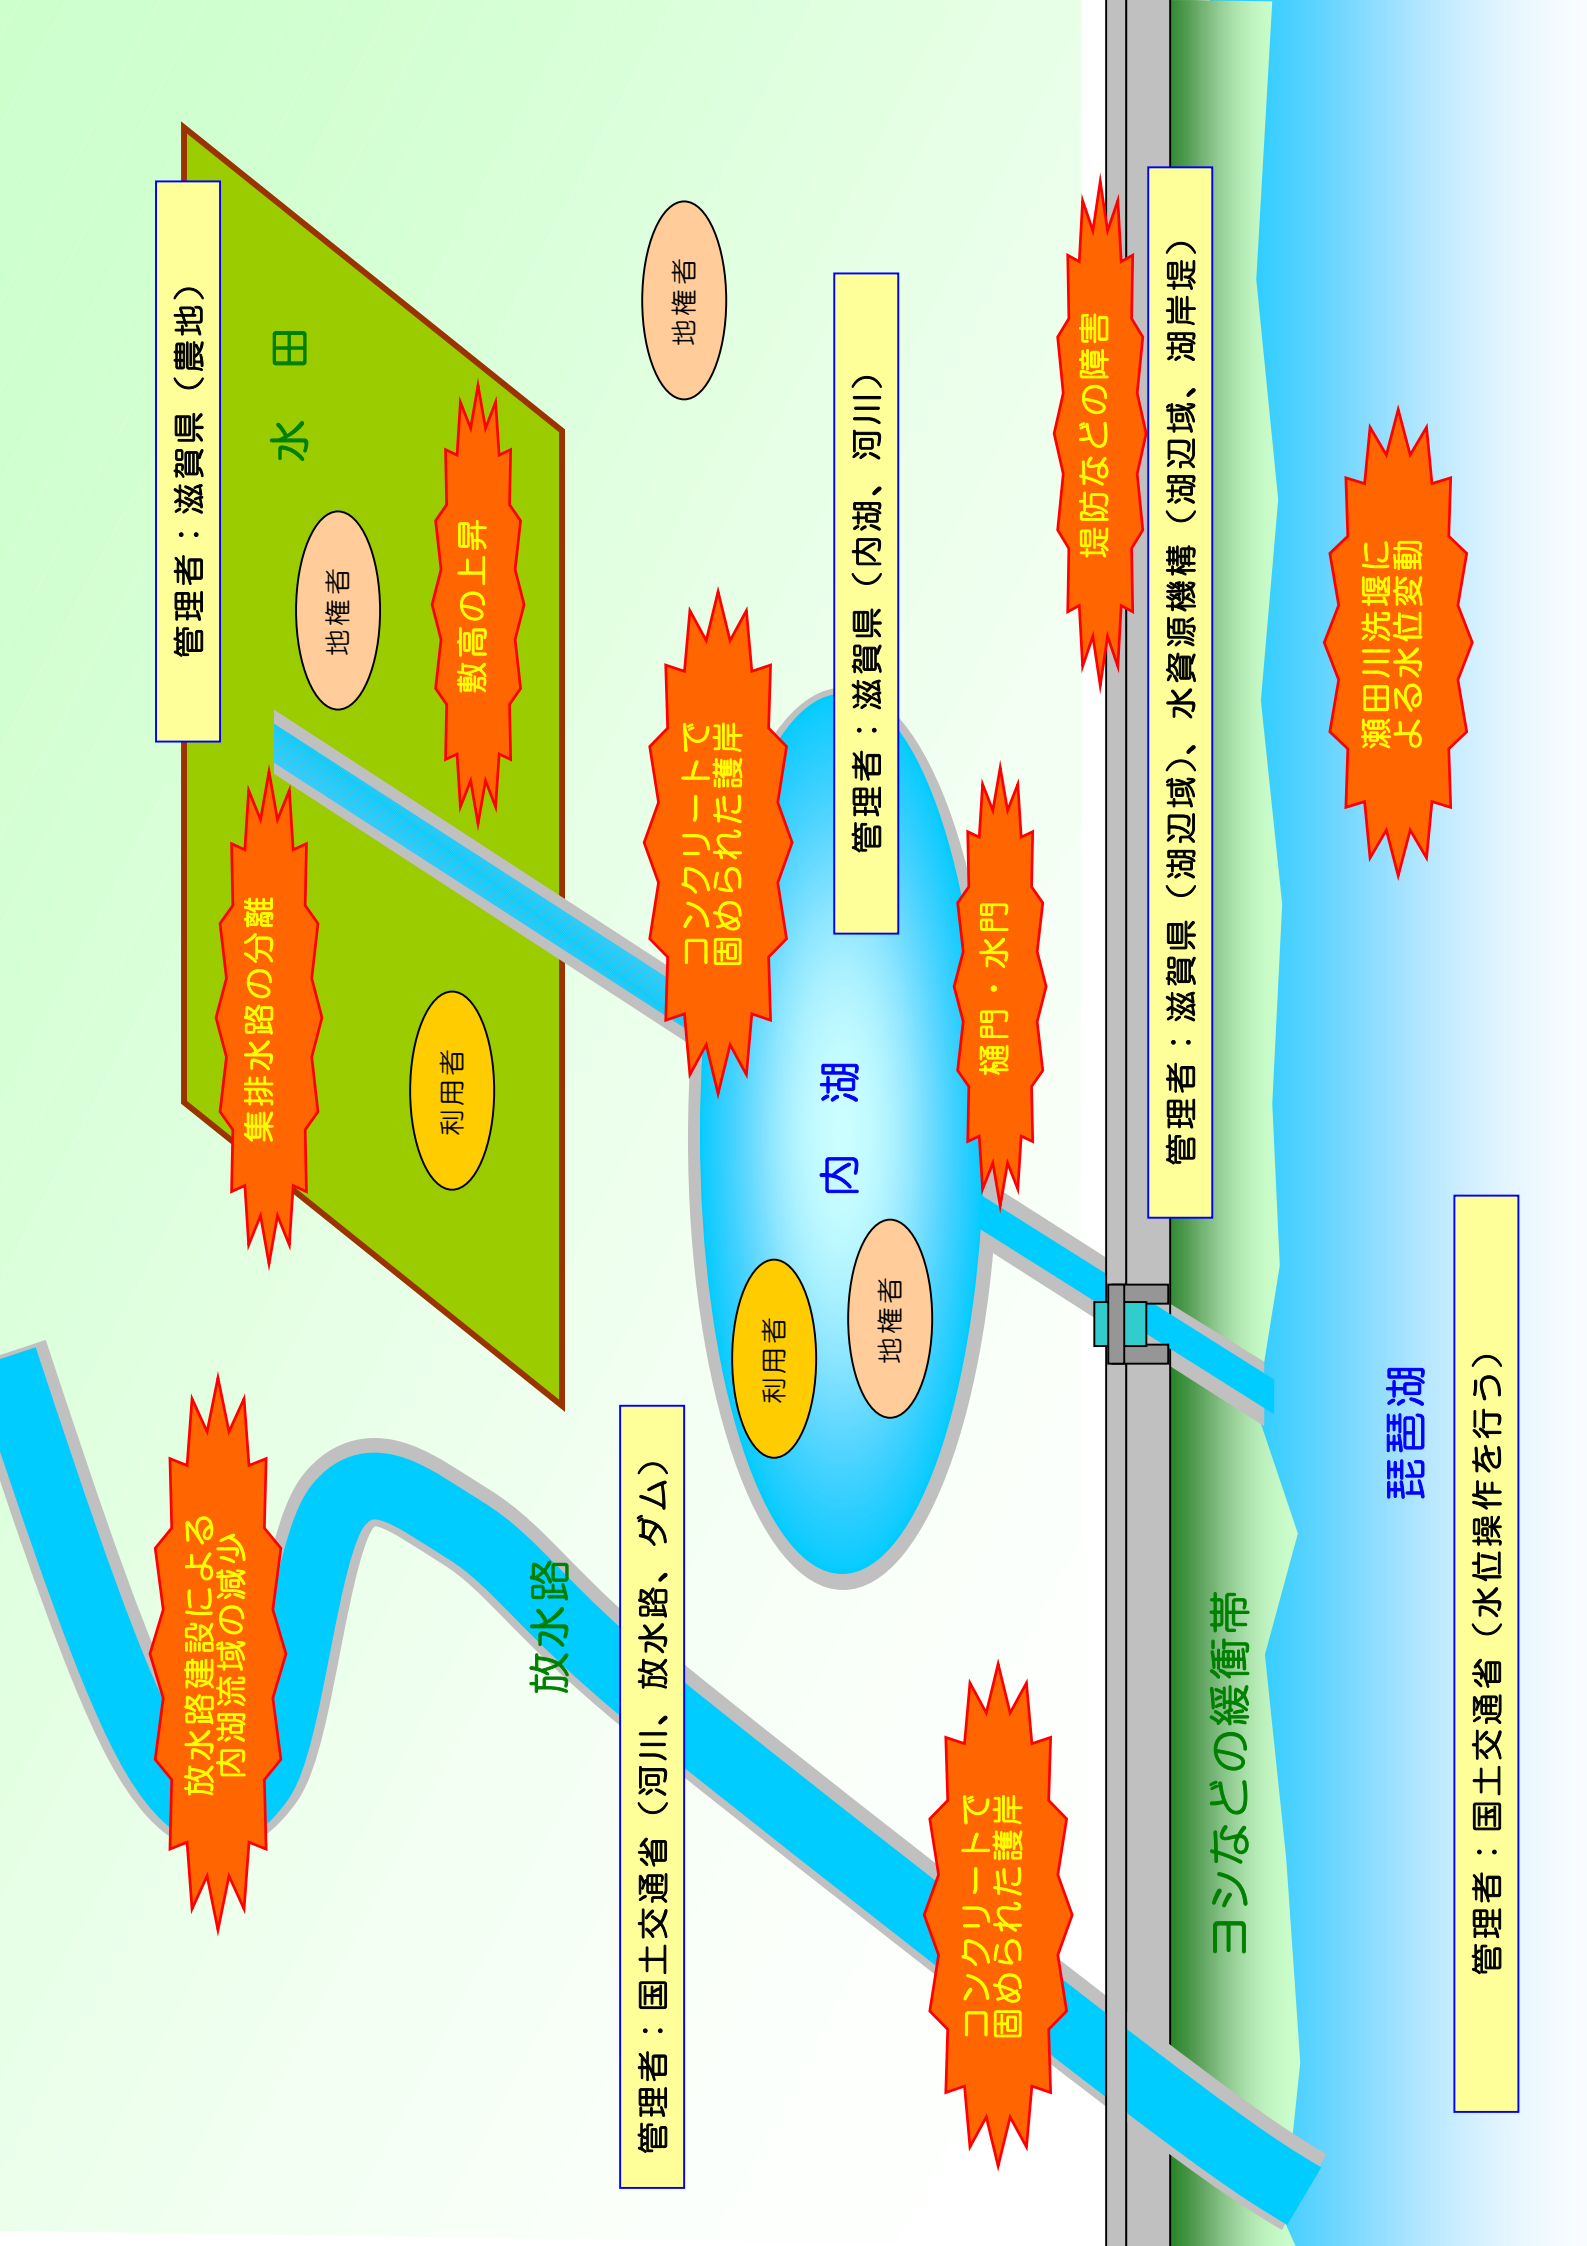 管理者：滋賀県（農地）
水　田
集排水路の分離
地権者
利用者
敷高の上昇
放水路建設による
内湖流域の減少
放水路
管理者：国土交通省（河川、放水路、ダム）
地権者
コンクリートで
固められた護岸
管理者：滋賀県（内湖、河川）
内　湖
利用者
地権者
樋門・水門
コンクリートで
固められた護岸
堤防などの障害
管理者：滋賀県（湖辺域）、水資源機構（湖辺域、湖岸堤）
ヨシなどの緩衝帯
瀬田川洗堰に
よる水位変動
琵琶湖
管理者：国土交通省（水位操作を行う）